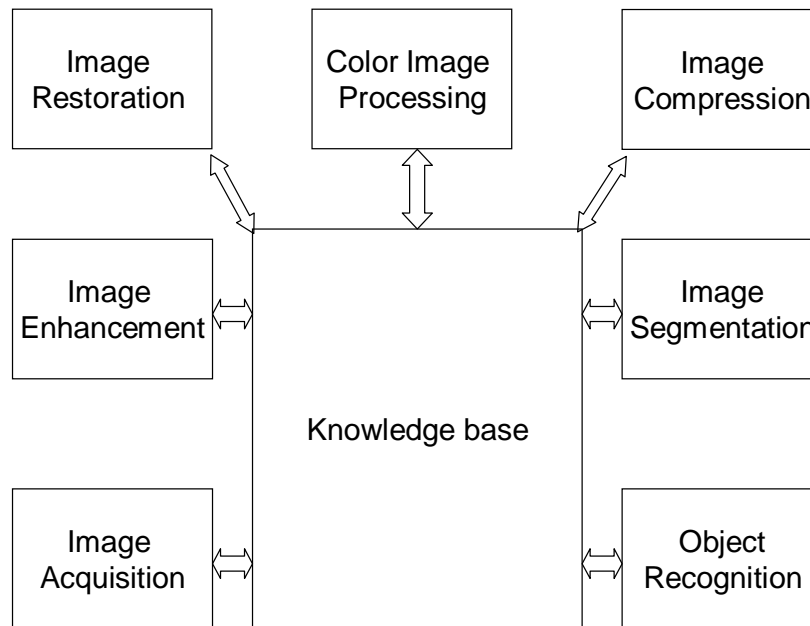 Image
Restoration
Color Image
Processing
Image
Compression
Image
Enhancement
Image
Segmentation
Knowledge base
Image
Acquisition
Object
Recognition